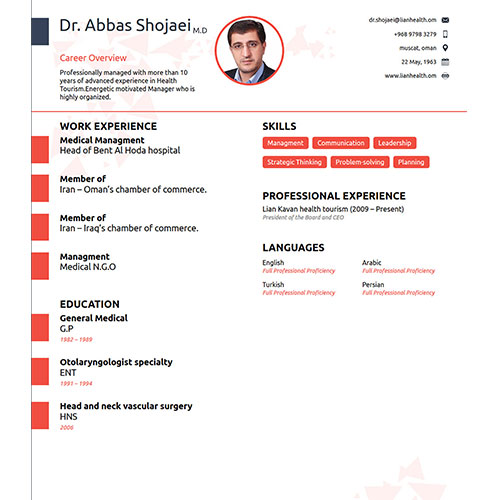 Dr. Abbas Shojaei M.D
Career Overview
Professionally managed with more than 10
years of advanced experience in Health
Tourism.Energetic motivated Manager who is
highly organized.
dr.shojaei@lianhealth.om
+968 9798 3279
muscat, oman
22 May, 1963
www.lianhealth.om
WORK EXPERIENCE
Medical Managment
Head of Bent Al Hoda hospital
Member of
Iran – Oman's chamber of commerce.
Member of
Iran – Iraq's chamber of commerce.
Managment
Medical N.G.O
EDUCATION
General Medical
G.P
1982 – 1989
Otolaryngologist specialty
ENT
1991 – 1994
Head and neck vascular surgery
HNS
2006
SKILLS
Managment Communication Leadership
Strategic Thinking Problem-solving Planning
PROFESSIONAL EXPERIENCE
Lian Kavan health tourism (2009 – Present)
President of the Board and CEO
LANGUAGES
English Arabic
Full Professional Proficiency Full Professional Proficiency
Turkish Persian
Full Professional Proficiency Full Professional Proficiency